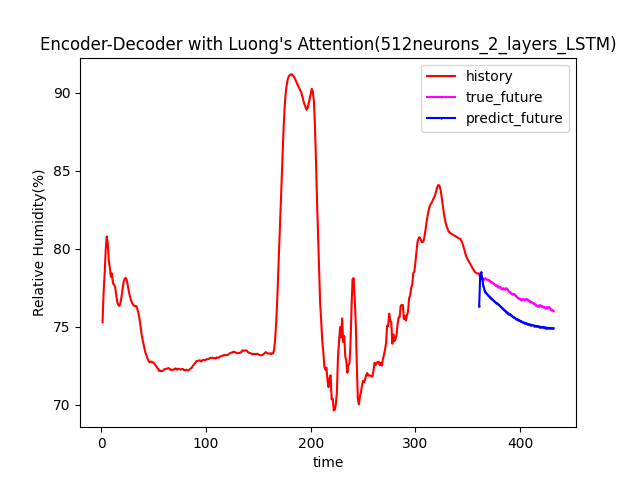 Encoder-Decoder with Luong's Attention(512neurons_2_layers_LSTM)
history
true_future
predict_future
90
85
80
75
70
Relative Humidity(%)
0 100 200 300 400
time